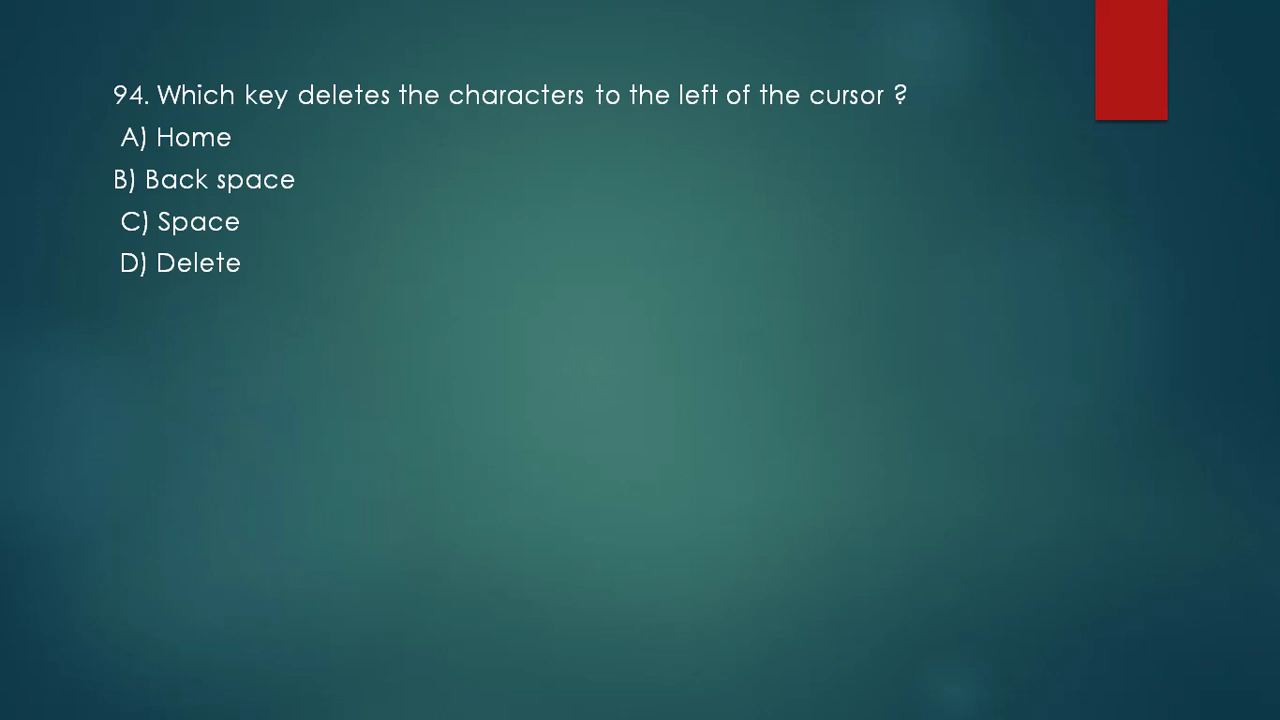 94. Which key deletes the characters to the left of the cursor ?
A) Home
B) Back space
C) Space
D) Delete